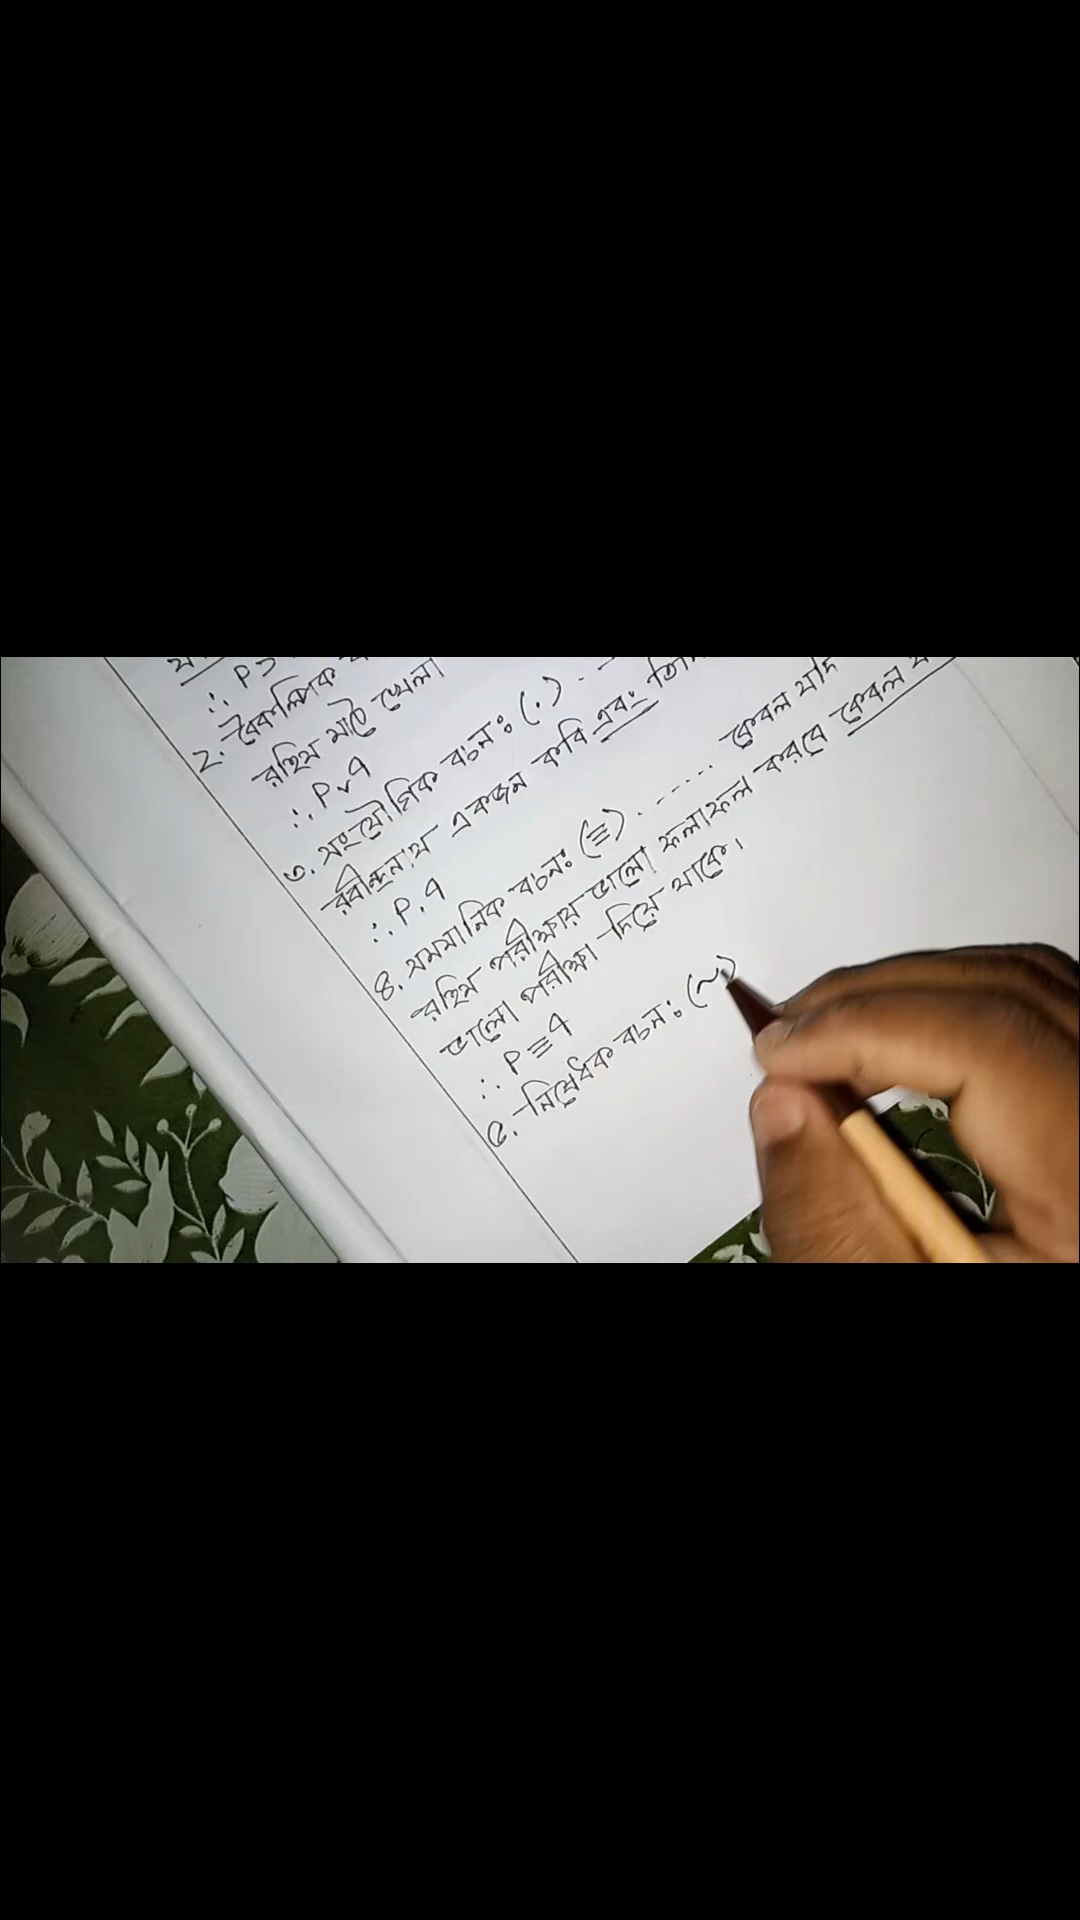 ∴ P⊃
২. বৈকল্পিক
রহিম মাঠে খেলা
∴ P v q
৩. সংযৌগিক বচন: (.) . —
রবীন্দ্রনাথ একজন কবি এবং তিনি
∴ P . q
৪. সমমানিক বচন: (≡) . ...... কেবল যদি
রহিম পরীক্ষায় ভালো ফলাফল করবে কেবল
ভালো পরীক্ষা দিয়ে থাকে।
∴ P ≡ q
৫. নিষেধক বচন: (~)